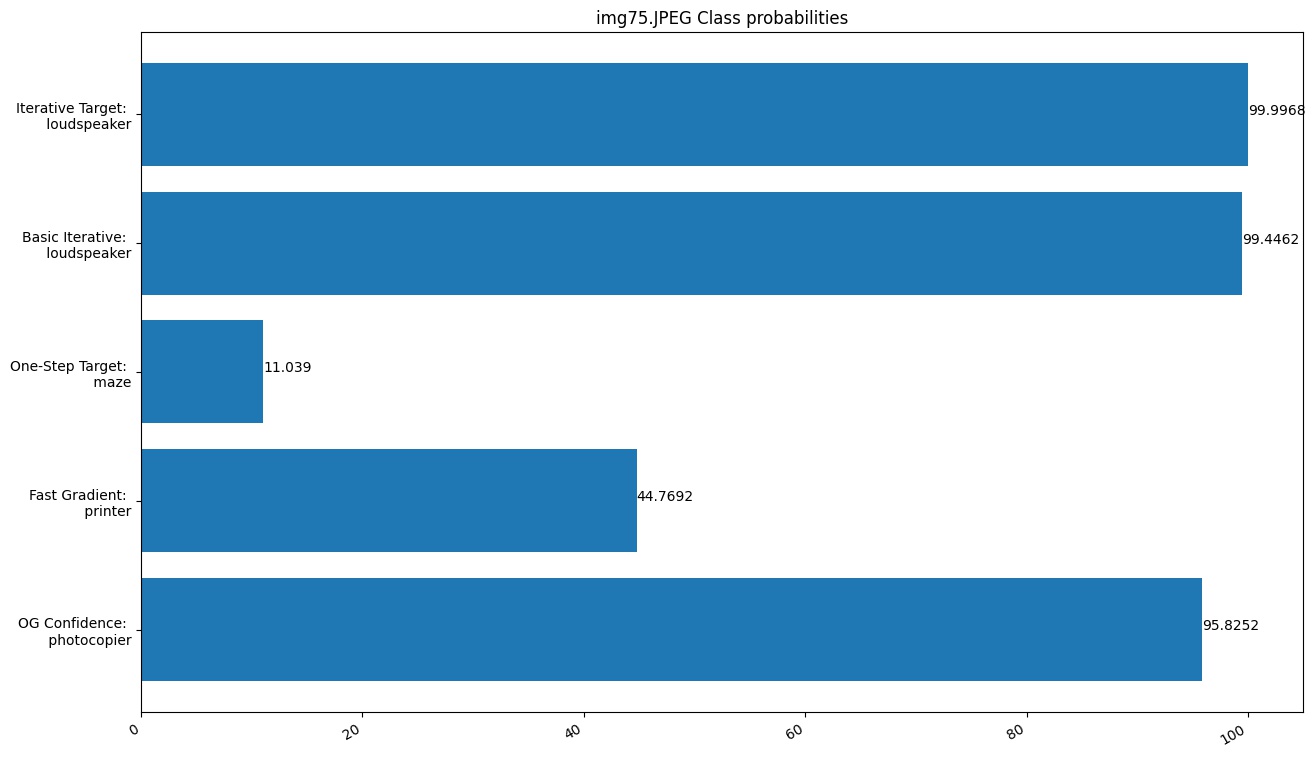 img75.JPEG Class probabilities
Iterative Target:
loudspeaker
99.9968
Basic Iterative:
loudspeaker
99.4462
One-Step Target:
maze
11.039
Fast Gradient:
printer
44.7692
OG Confidence:
photocopier
95.8252
0 20 40 60 80 100